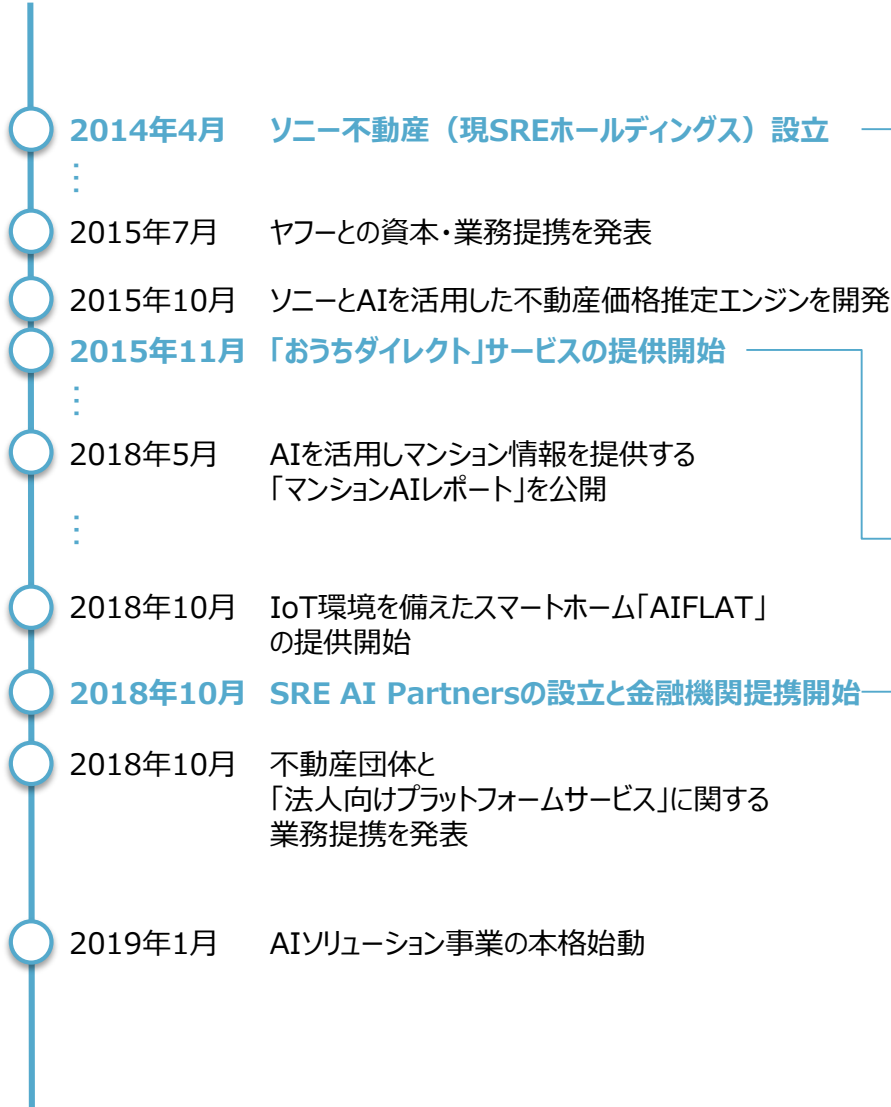 2014年4月 ソニー不動産（現SREホールディングス）設立
⋮
2015年7月 ヤフーとの資本・業務提携を発表
2015年10月 ソニーとAIを活用した不動産価格推定エンジンを開発
2015年11月 「おうちダイレクト」サービスの提供開始
⋮
2018年5月 AIを活用しマンション情報を提供する
「マンションAIレポート」を公開
⋮
2018年10月 IoT環境を備えたスマートホーム「AIFLAT」
の提供開始
2018年10月 SRE AI Partnersの設立と金融機関提携開始
2018年10月 不動産団体と
「法人向けプラットフォームサービス」に関する
業務提携を発表
2019年1月 AIソリューション事業の本格始動